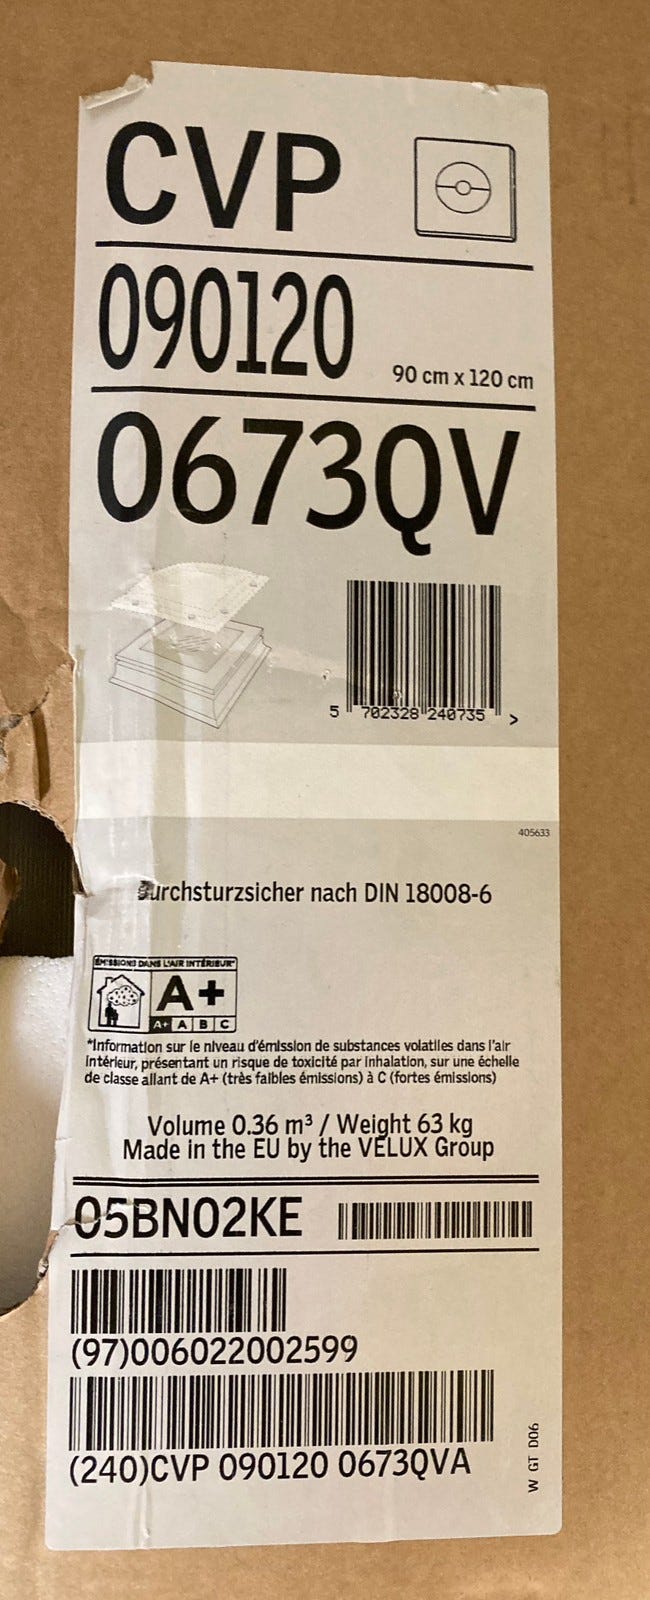 CVP
090120
90 cm x 120 cm
0673QV
5 702328 240735 >
405633
Durchsturzsicher nach DIN 18008-6
ÉMISSIONS DANS L'AIR INTÉRIEUR*
A+
A+ A B C
*Information sur le niveau d'émission de substances volatiles dans l'air
intérieur, présentant un risque de toxicité par inhalation, sur une échelle
de classe allant de A+ (très faibles émissions) à C (fortes émissions)
Volume 0.36 m³ / Weight 63 kg
Made in the EU by the VELUX Group
05BN02KE
(97)006022002599
(240)CVP 090120 0673QVA
W GT D06